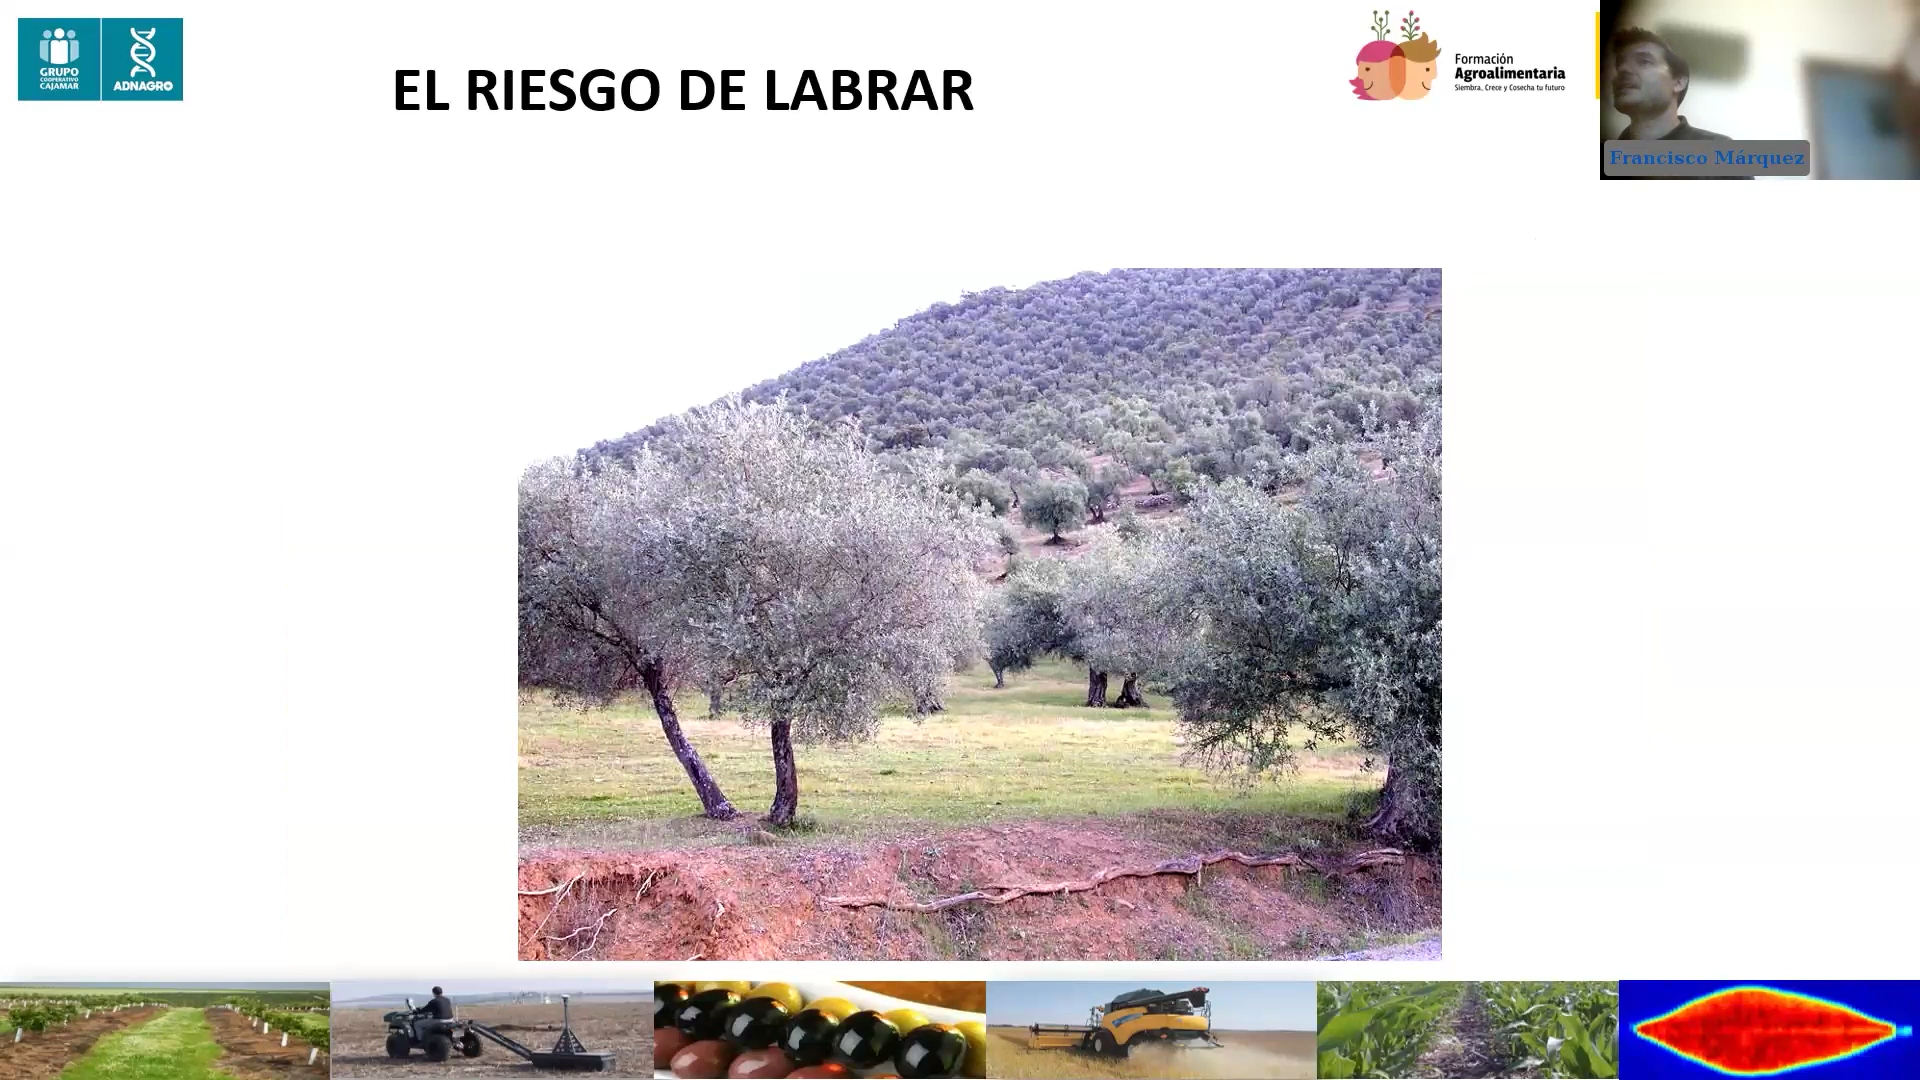 GRUPO
COOPERATIVO
CAJAMAR
ADNAGRO
EL RIESGO DE LABRAR
Formación
Agroalimentaria
Siembra, Crece y Cosecha tu futuro
Francisco Márquez